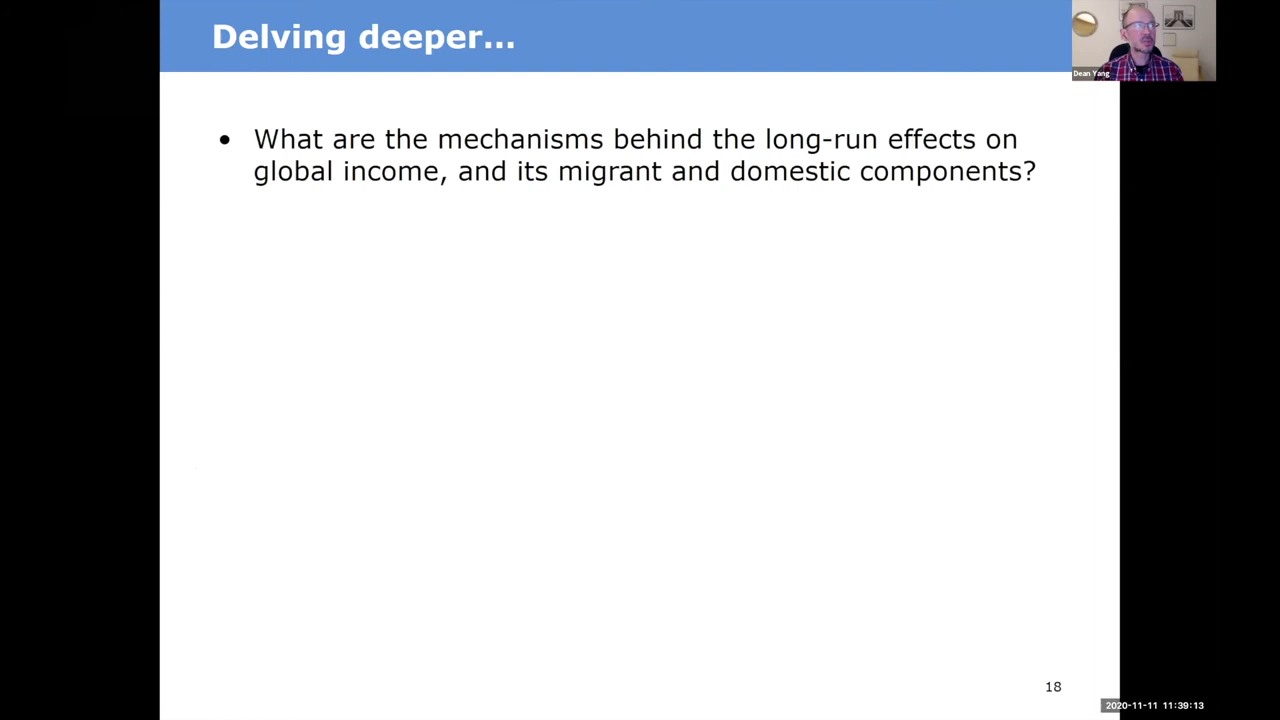 Delving deeper...
Dean Yang
• What are the mechanisms behind the long-run effects on
global income, and its migrant and domestic components?
18
2020-11-11 11:39:13